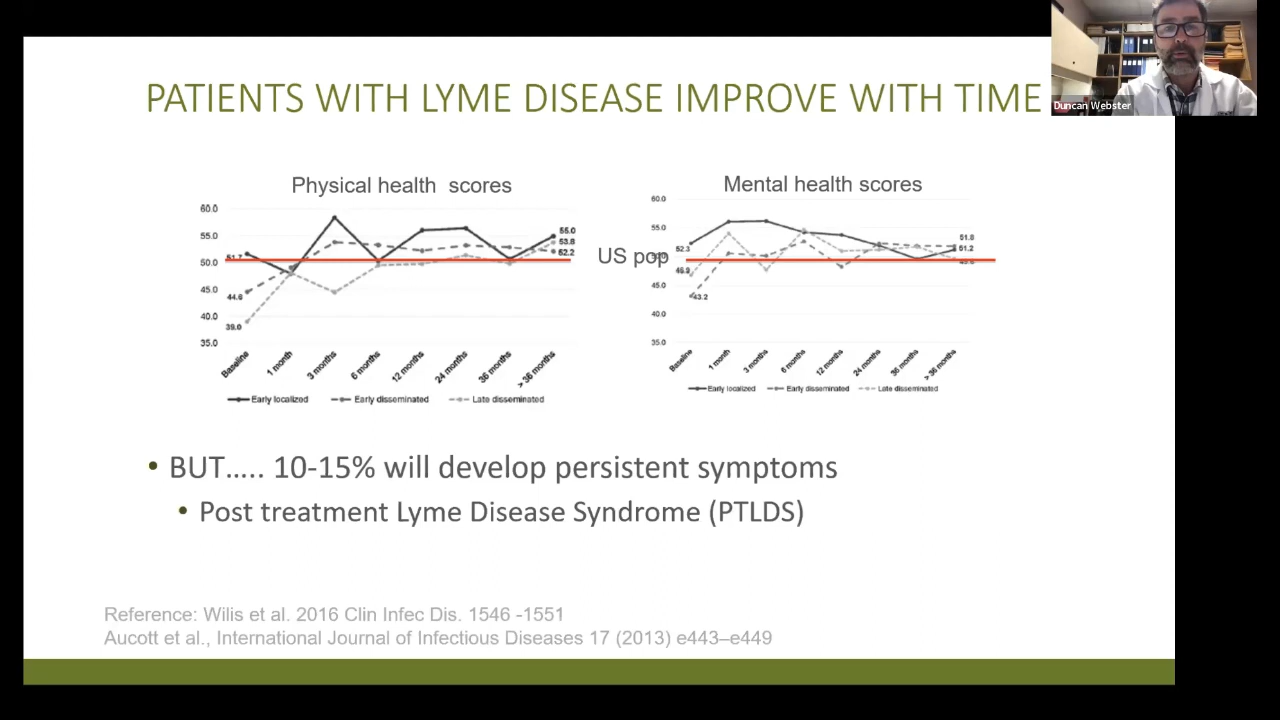 PATIENTS WITH LYME DISEASE IMPROVE WITH TIME
Duncan Webster
Physical health scores
60.0
55.0
50.0
45.0
40.0
35.0
51.7
44.6
39.0
55.0
53.8
52.2
Baseline
1 month
3 months
6 months
12 months
24 months
36 months
> 36 months
Early localized
Early disseminated
Late disseminated
US pop
Mental health scores
60.0
55.0
45.0
40.0
35.0
52.3
46.9
43.2
51.8
51.2
Baseline
1 month
3 months
6 months
12 months
24 months
36 months
> 36 months
Early localized
Early disseminated
Late disseminated
• BUT….. 10-15% will develop persistent symptoms
• Post treatment Lyme Disease Syndrome (PTLDS)
Reference: Wilis et al. 2016 Clin Infec Dis. 1546 -1551
Aucott et al., International Journal of Infectious Diseases 17 (2013) e443–e449